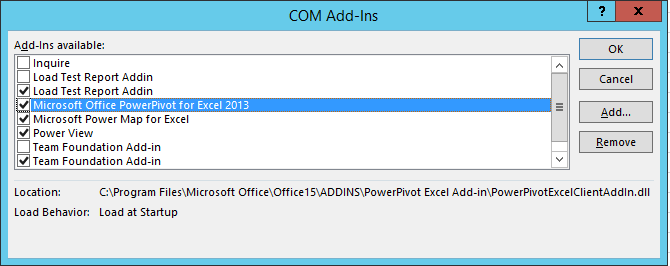 COM Add-Ins
Add-Ins available:
Inquire
Load Test Report Addin
Load Test Report Addin
Microsoft Office PowerPivot for Excel 2013
Microsoft Power Map for Excel
Power View
Team Foundation Add-in
Team Foundation Add-in
OK
Cancel
Add...
Remove
Location: C:\Program Files\Microsoft Office\Office15\ADDINS\PowerPivot Excel Add-in\PowerPivotExcelClientAddIn.dll
Load Behavior: Load at Startup